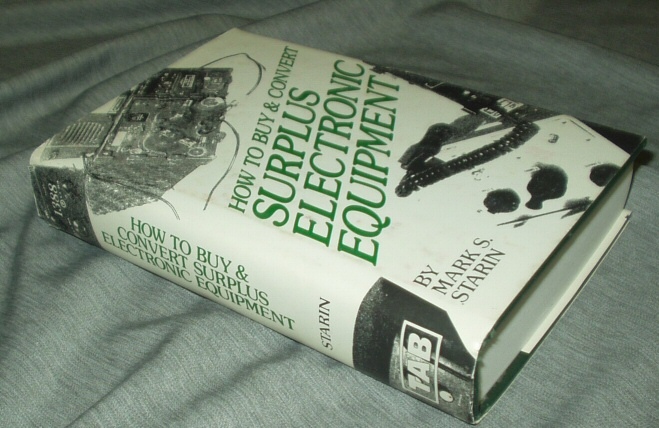 HOW TO BUY & CONVERT
SURPLUS
ELECTRONIC
EQUIPMENT
BY
MARK S.
STARIN
HOW TO BUY &
CONVERT SURPLUS
ELECTRONIC EQUIPMENT
STARIN
TAB